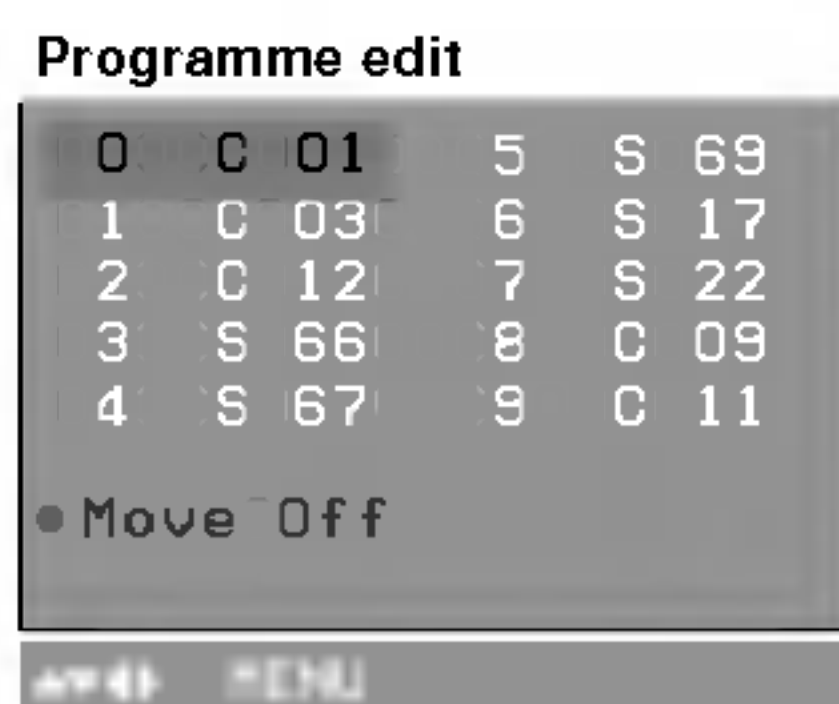 Programme edit
0 C 01 5 S 69
1 C 03 6 S 17
2 C 12 7 S 22
3 S 66 8 C 09
4 S 67 9 C 11
Move Off
MENU